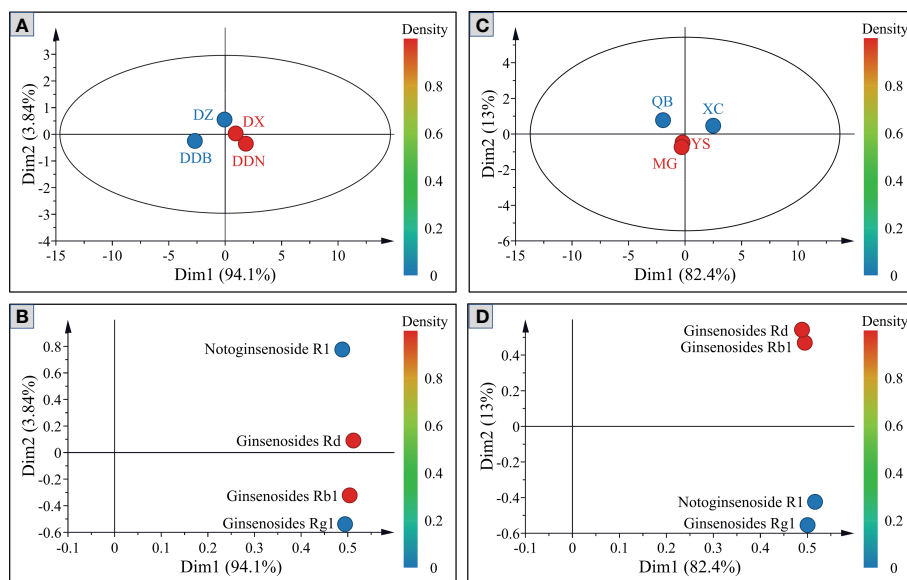 A
Density
Dim2 (3.84%)
4
3
2
1
0
-1
-2
-3
-4
DZ
DX
DDB
DDN
-15
-10
-5
0
5
10
Dim1 (94.1%)
0.8
0.6
0.4
0.2
0
C
Density
Dim2 (13%)
6
4
2
0
-2
-4
-6
QB
XC
YS
MG
-15
-10
-5
0
5
10
Dim1 (82.4%)
0.8
0.6
0.4
0.2
0
B
Density
Dim2 (3.84%)
0.8
0.6
0.4
0.2
0
-0.2
-0.4
-0.6
Notoginsenoside R1
Ginsenosides Rd
Ginsenosides Rb1
Ginsenosides Rg1
-0.1
0
0.1
0.2
0.3
0.4
0.5
Dim1 (94.1%)
0.8
0.6
0.4
0.2
0
D
Density
Dim2 (13%)
0.4
0.2
0
-0.2
-0.4
-0.6
Ginsenosides Rd
Ginsenosides Rb1
Notoginsenoside R1
Ginsenosides Rg1
-0.1
0
0.1
0.2
0.3
0.4
0.5
Dim1 (82.4%)
0.8
0.6
0.4
0.2
0